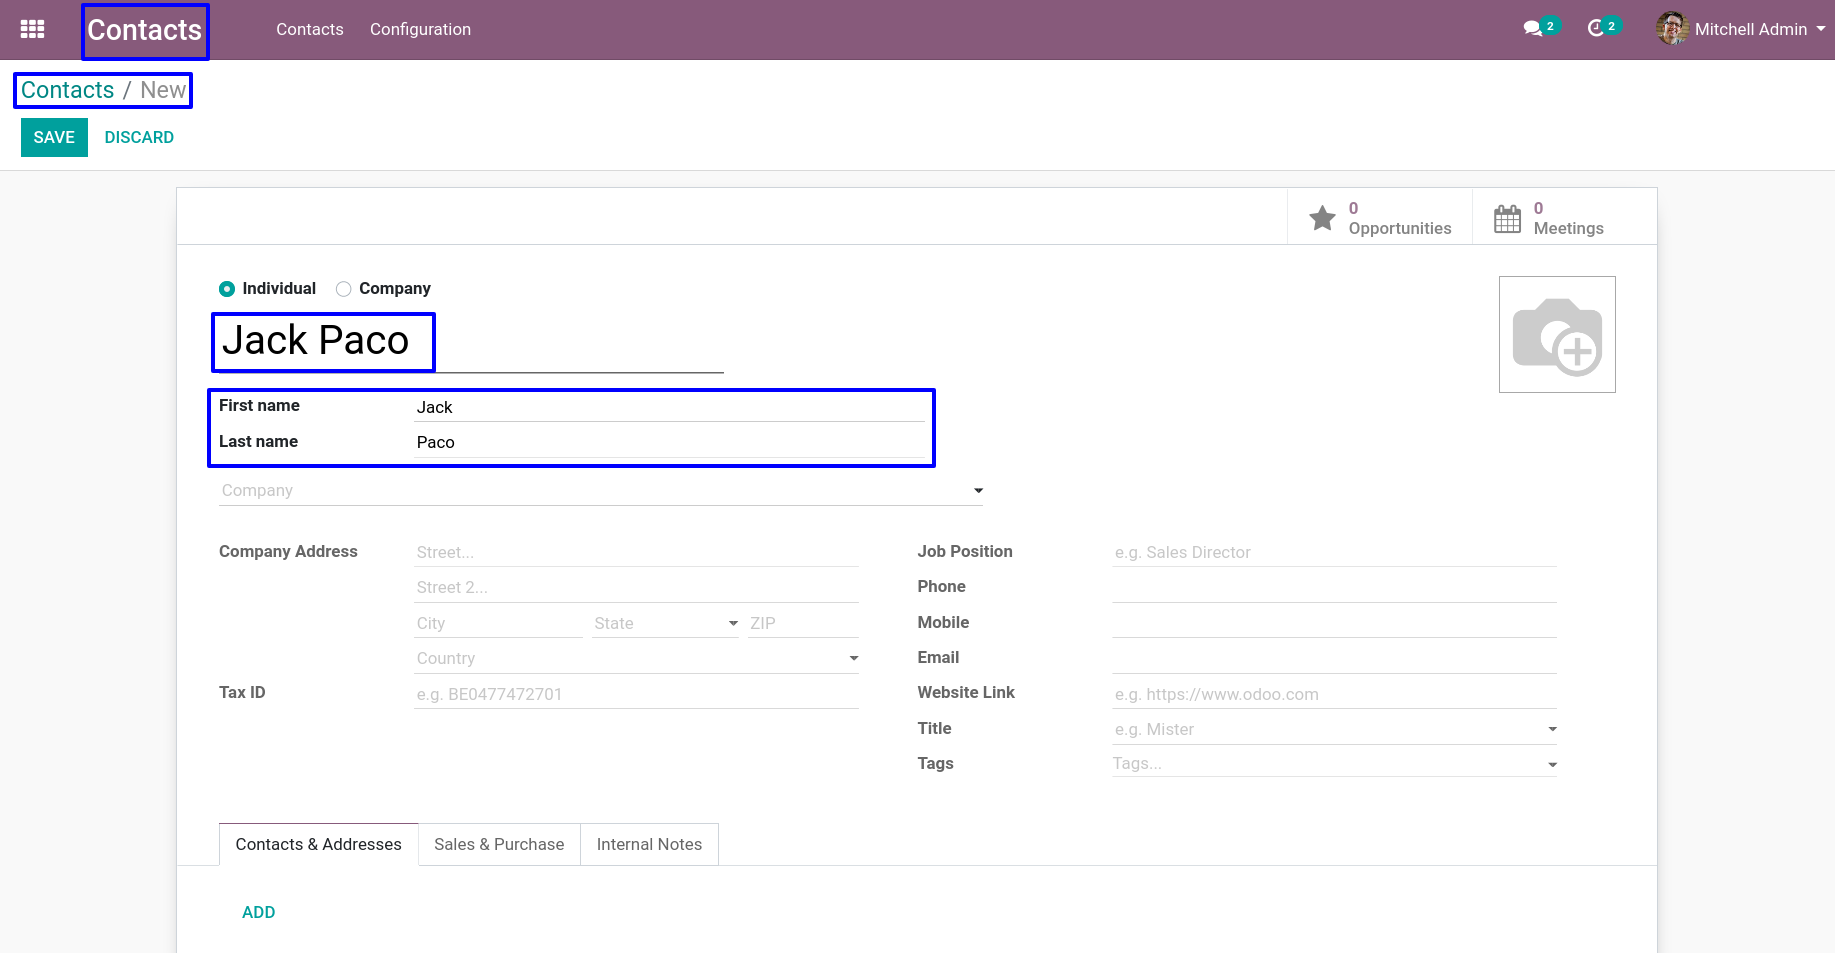 Contacts Contacts Configuration 2 2 Mitchell Admin
Contacts / New
SAVE DISCARD
0 Opportunities 0 Meetings
Individual Company
Jack Paco
First name Jack
Last name Paco
Company
Company Address Street... Job Position e.g. Sales Director
Street 2... Phone
City State ZIP Mobile
Country Email
Tax ID e.g. BE0477472701 Website Link e.g. https://www.odoo.com
Title e.g. Mister
Tags Tags...
Contacts & Addresses Sales & Purchase Internal Notes
ADD